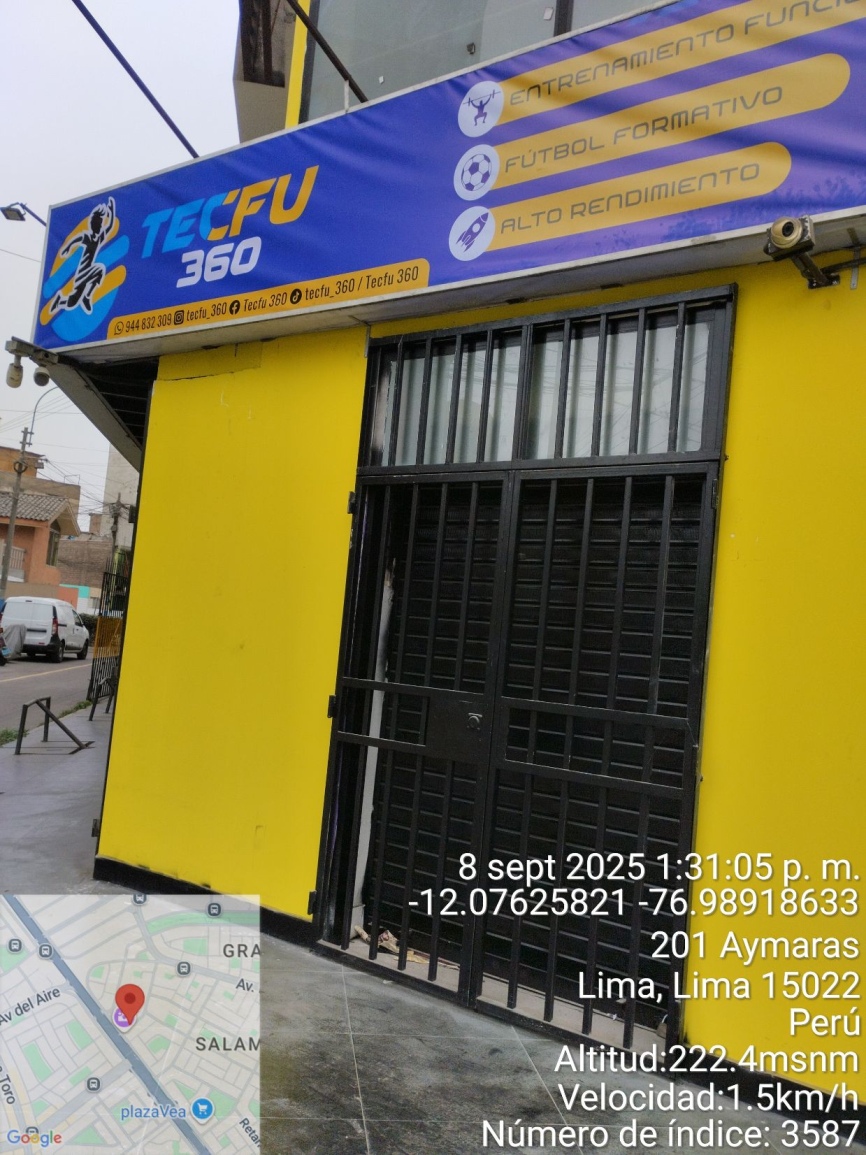 ENTRENAMIENTO
FÚTBOL FORMATIVO
ALTO RENDIMIENTO
TECFU
360
944 832 309 tecfu_360 Tecfu 360 tecfu_360 / Tecfu 360
8 sept 2025 1:31:05 p. m.
-12.07625821 -76.98918633
201 Aymaras
Lima, Lima 15022
Perú
Altitud:222.4msnm
Velocidad:1.5km/h
Número de índice: 3587
GRA
Av.
Av del Aire
SALAM
Toro
plazaVea
Retar
Google